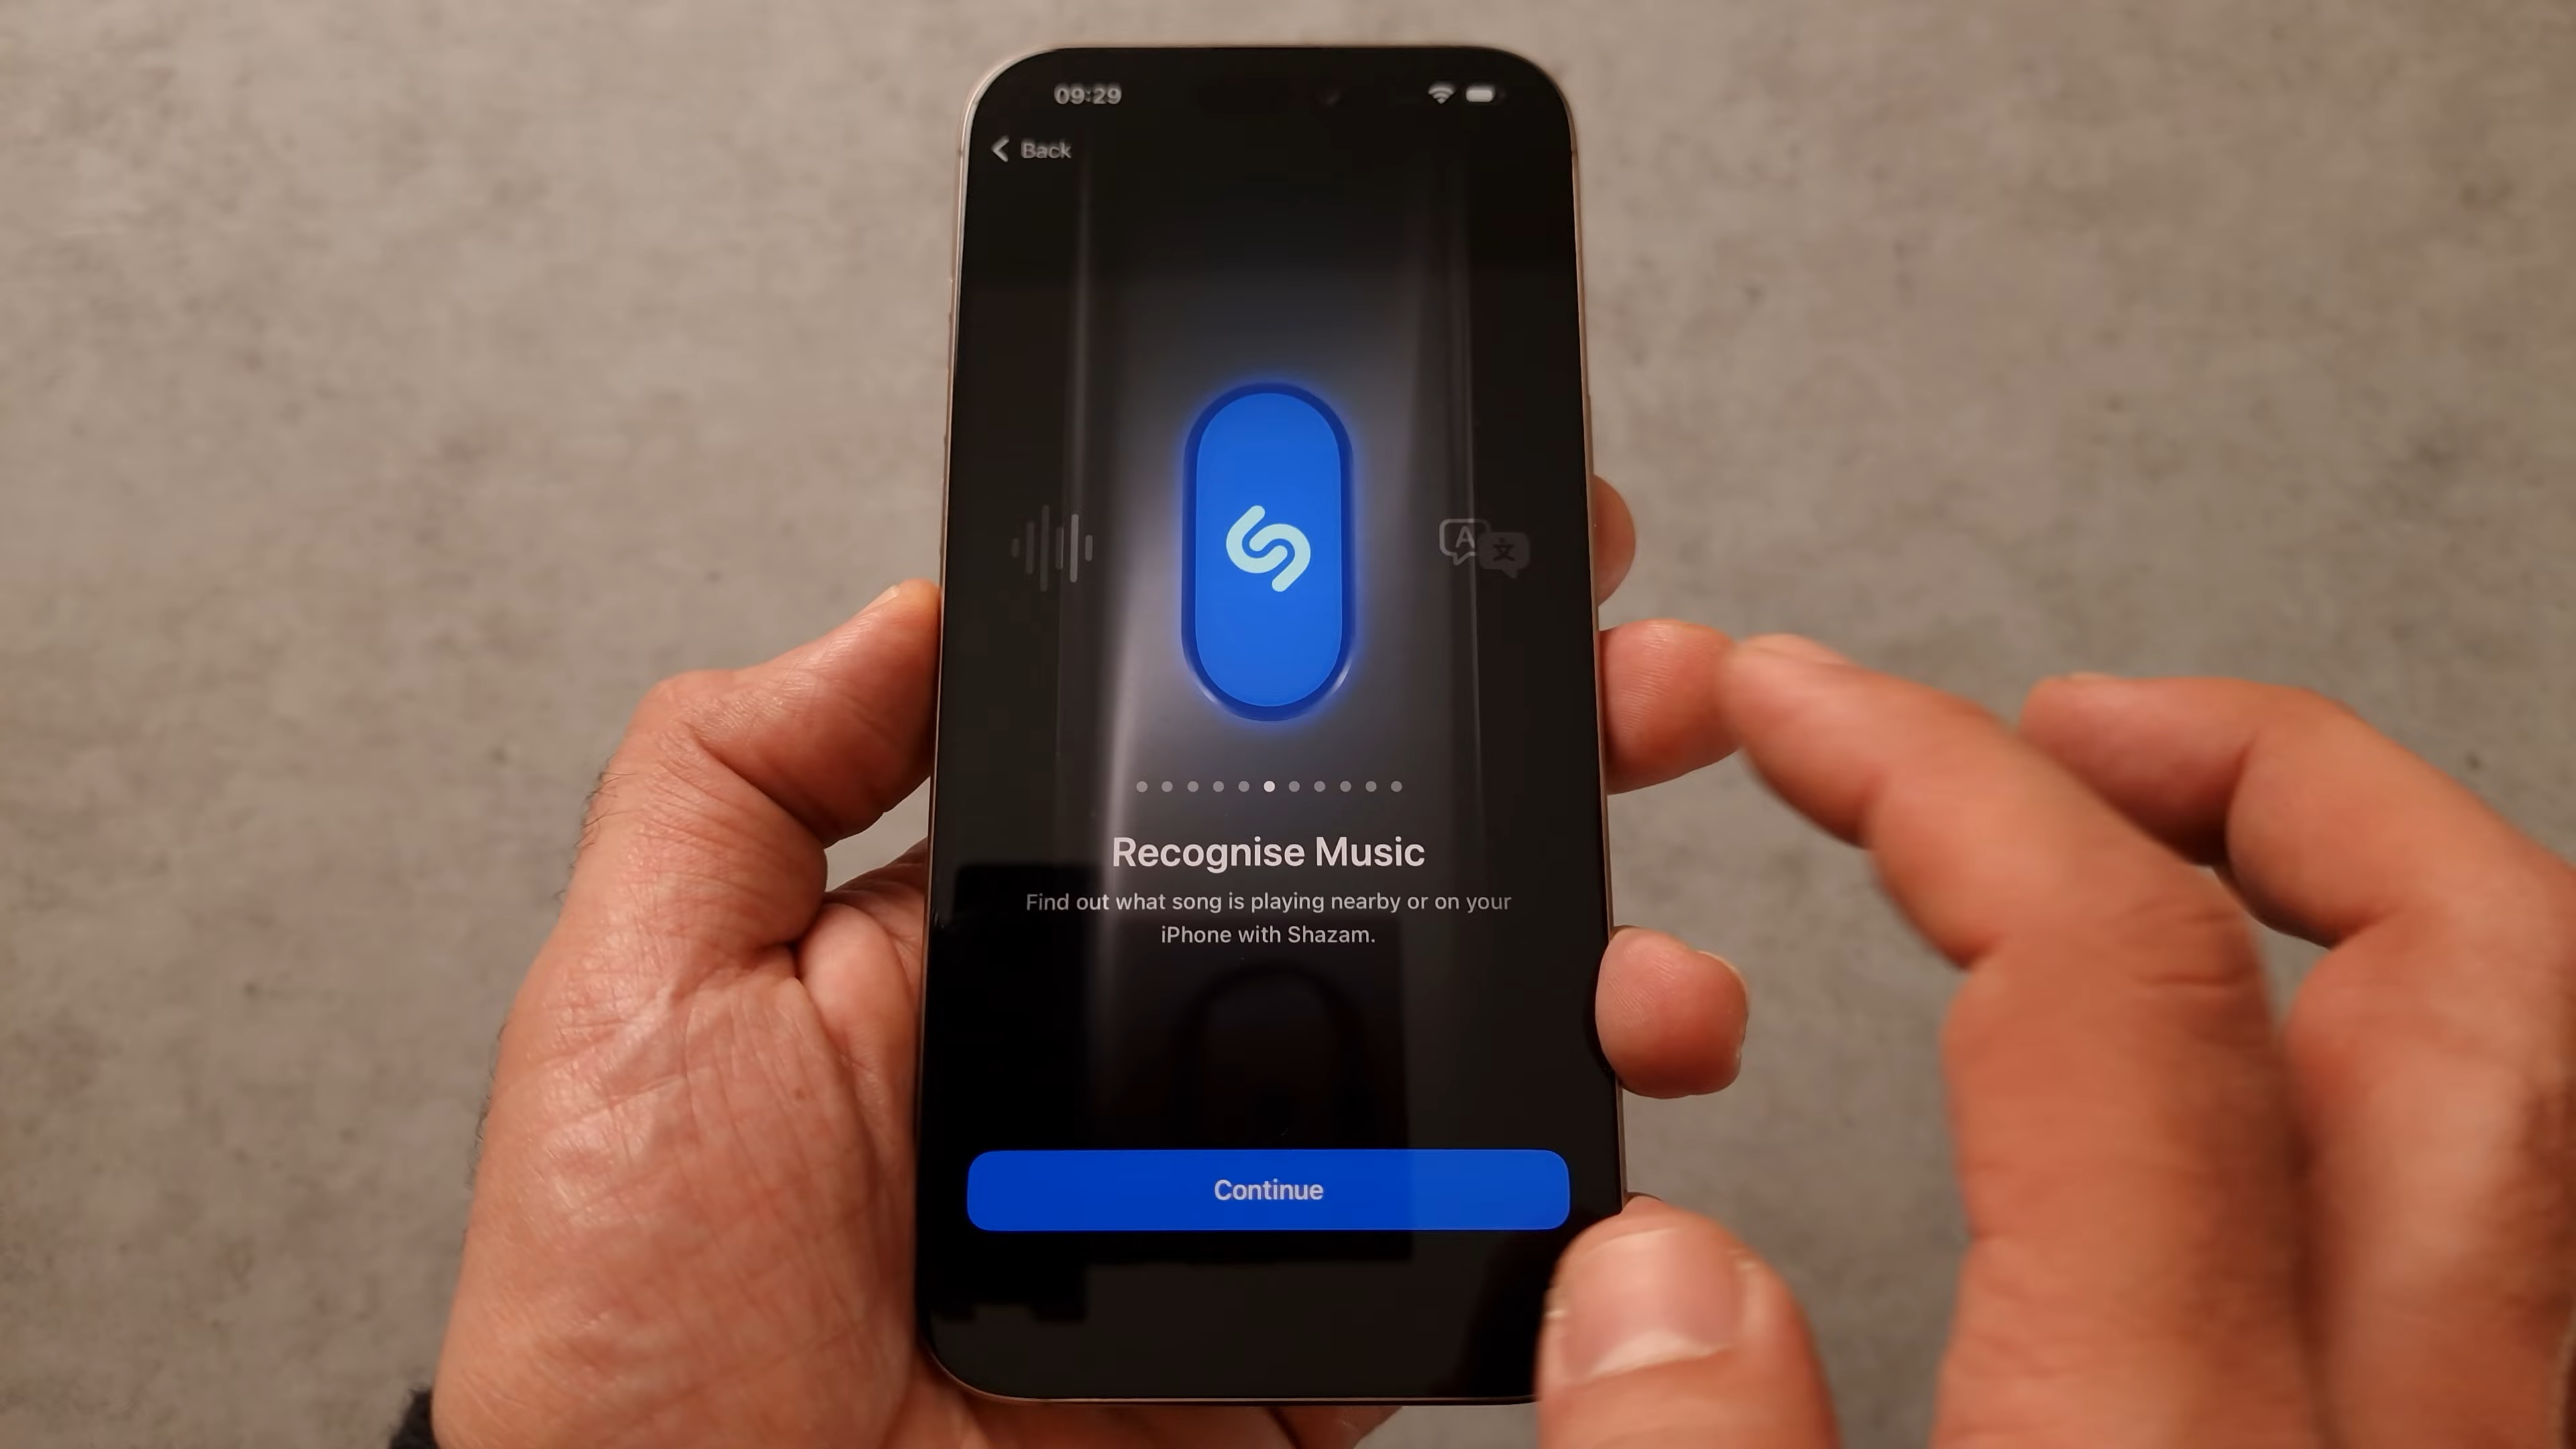 09:29
Back
A 文
Recognise Music
Find out what song is playing nearby or on your
iPhone with Shazam.
Continue